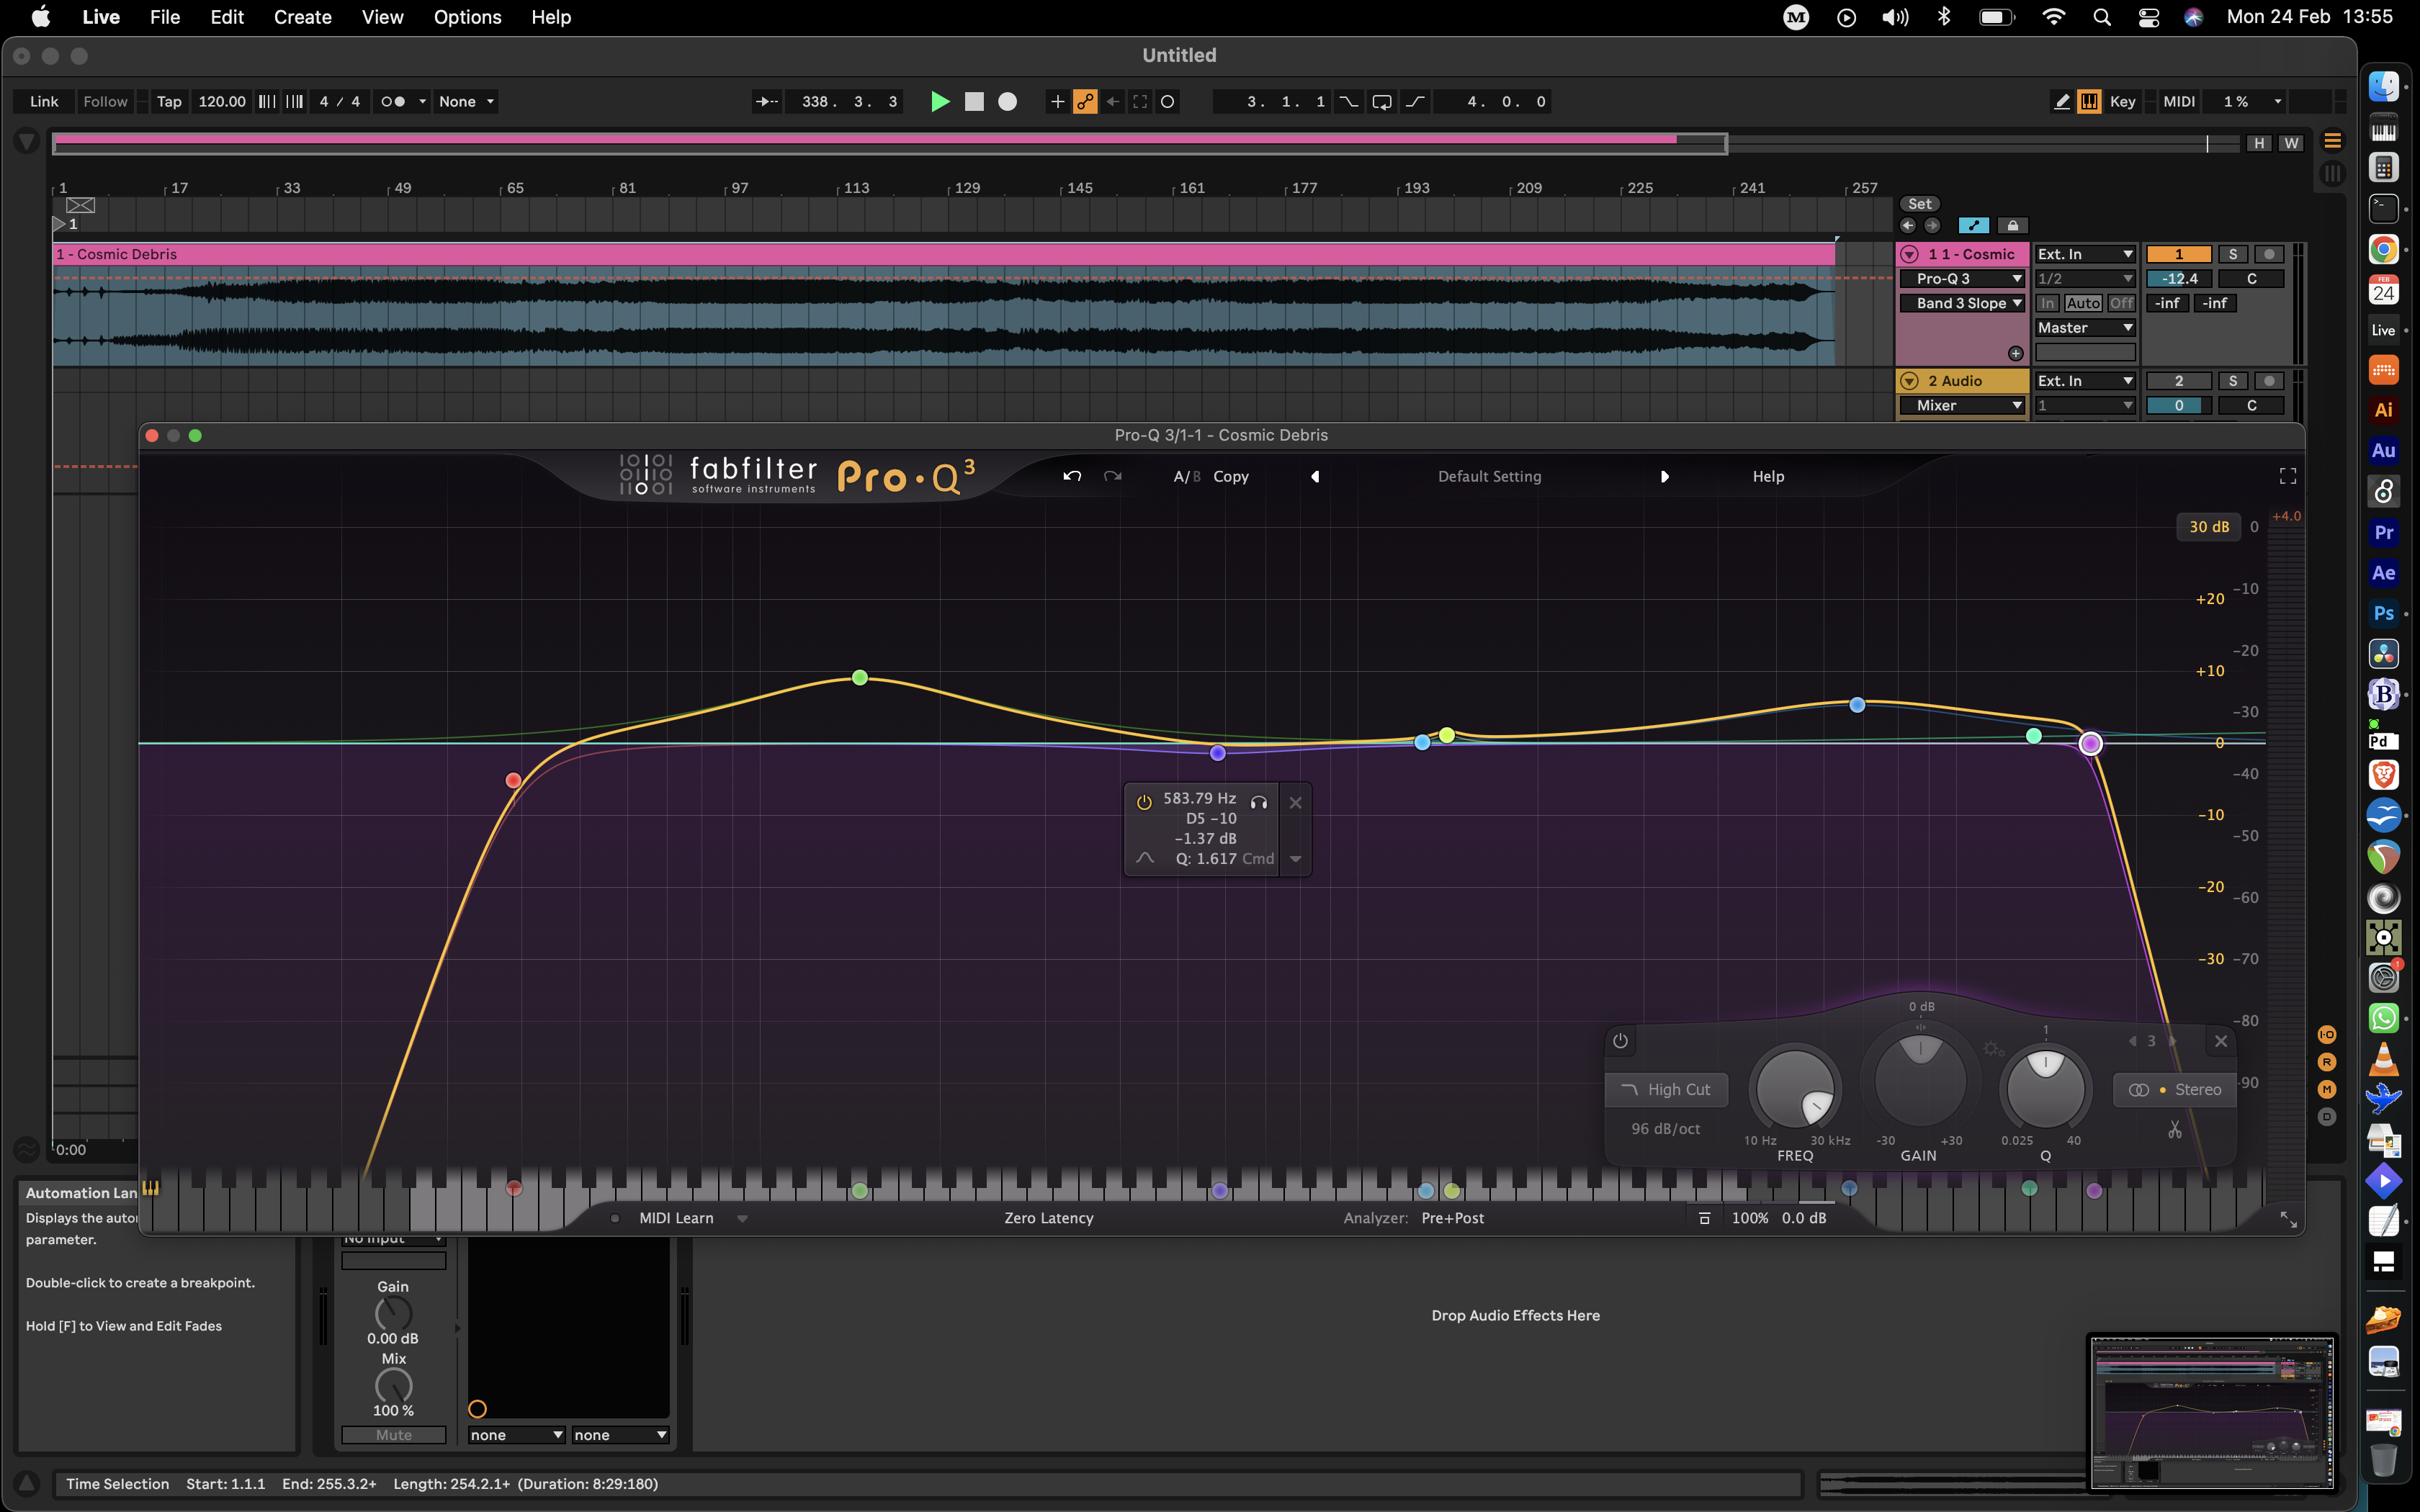 Live File Edit Create View Options Help
Mon 24 Feb 13:55
Untitled
Link Follow Tap 120.00 4 / 4 None 338. 3. 3 3. 1. 1 4. 0. 0 Key MIDI 1 %
H W
1 17 33 49 65 81 97 113 129 145 161 177 193 209 225 241 257
Set
1
1 - Cosmic Debris
1 1 - Cosmic Ext. In 1 S
Pro-Q 3 1/2 -12.4 C
Band 3 Slope In Auto Off -inf -inf
Master
2 Audio Ext. In 2 S
Mixer 1 0 C
Pro-Q 3/1-1 - Cosmic Debris
fabfilter
software instruments
Pro·Q3
A/B Copy Default Setting Help
30 dB 0 +4.0
+20 -10
-20
+10
-30
0
-40
-10
-50
-20 -60
-30 -70
-80
-90
583.79 Hz
D5 -10
-1.37 dB
Q: 1.617 Cmd
0 dB
1
3
High Cut
96 dB/oct
Stereo
10 Hz 30 kHz -30 +30 0.025 40
FREQ GAIN Q
0:00
I·O
R
M
D
MIDI Learn Zero Latency Analyzer: Pre+Post 100% 0.0 dB
Automation Lan
Displays the autor
parameter.
Double-click to create a breakpoint.
Hold [F] to View and Edit Fades
No Input
Gain
0.00 dB
Mix
100 %
Mute
none none
Drop Audio Effects Here
Time Selection Start: 1.1.1 End: 255.3.2+ Length: 254.2.1+ (Duration: 8:29:180)
FEB
24
Live
Ai
Au
Pr
Ae
Ps
B
Pd
1